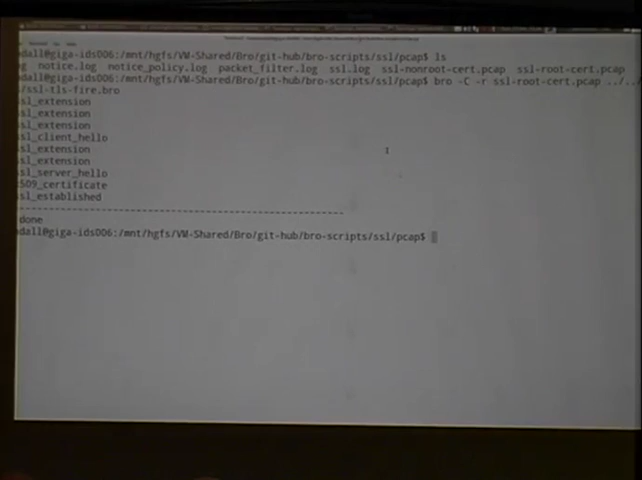 dall@giga-ids006:/mnt/hgfs/VM-Shared/Bro/git-hub/bro-scripts/ssl/pcap$ ls
g notice.log notice_policy.log packet_filter.log ssl.log ssl-nonroot-cert.pcap ssl-root-cert.pcap
dall@giga-ids006:/mnt/hgfs/VM-Shared/Bro/git-hub/bro-scripts/ssl/pcap$ bro -C -r ssl-root-cert.pcap ../../
/ssl-tls-fire.bro
sl_extension
sl_extension
sl_extension
sl_client_hello
sl_extension
sl_extension
sl_server_hello
509_certificate
sl_established
--------------------------------------------------------------
done
dall@giga-ids006:/mnt/hgfs/VM-Shared/Bro/git-hub/bro-scripts/ssl/pcap$